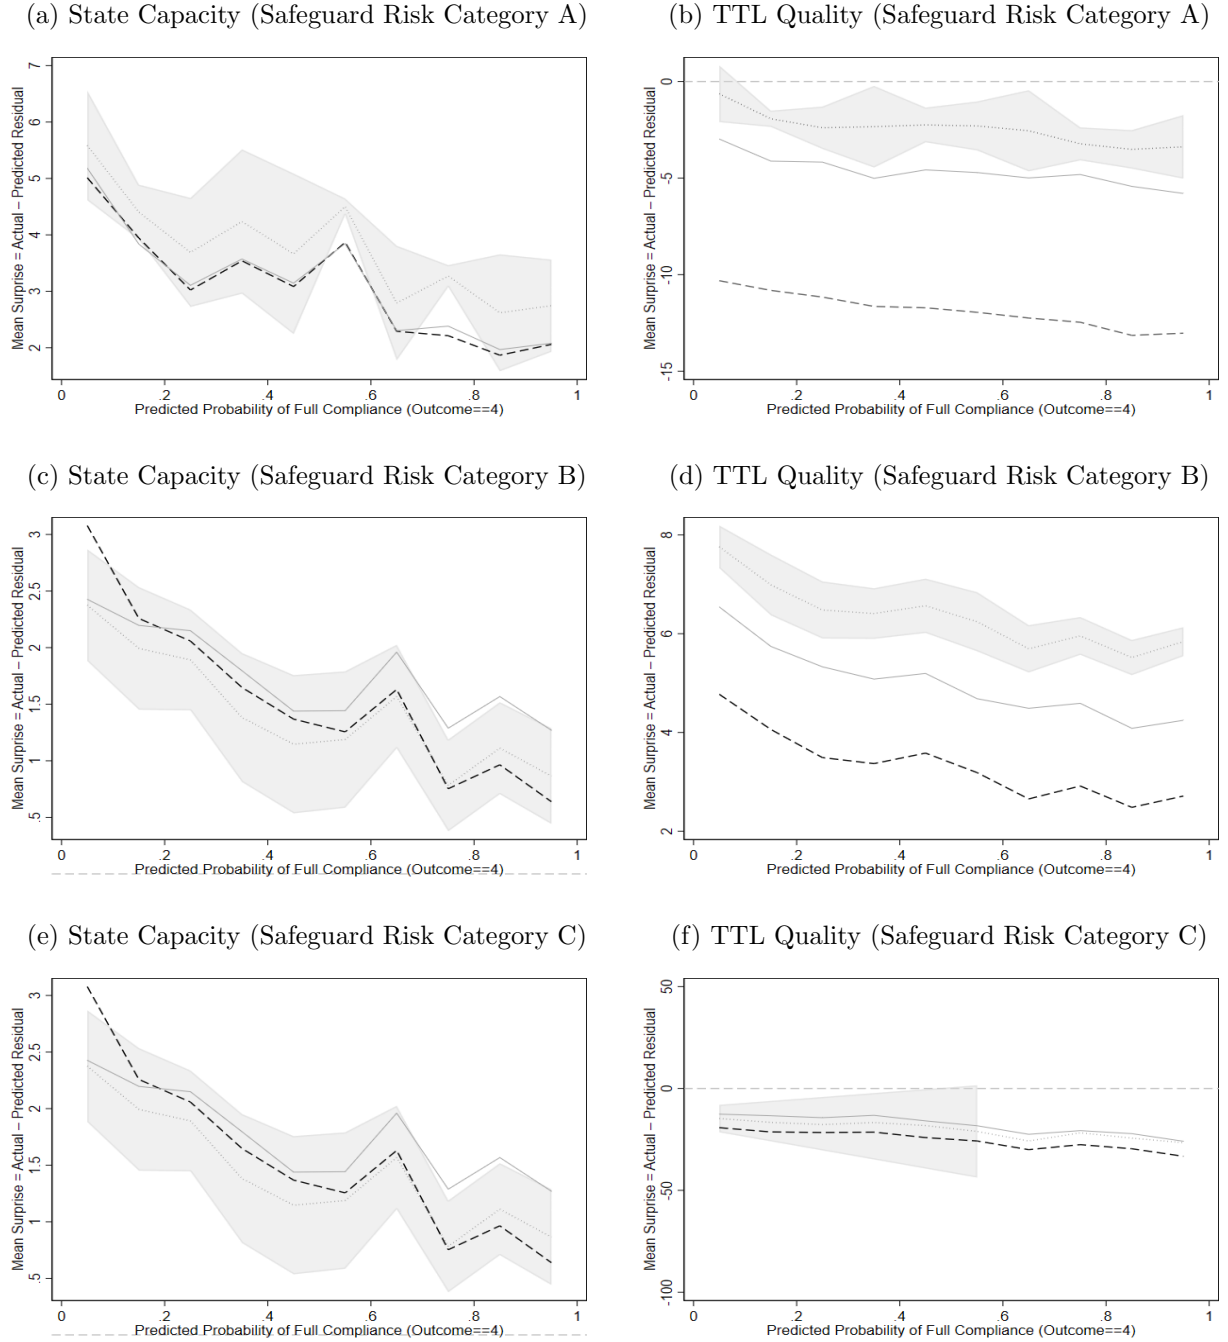 (a) State Capacity (Safeguard Risk Category A)
Mean Surprise = Actual – Predicted Residual
7
6
5
4
3
2
0 .2 .4 .6 .8 1
Predicted Probability of Full Compliance (Outcome==4)
(b) TTL Quality (Safeguard Risk Category A)
Mean Surprise = Actual – Predicted Residual
0
-5
-10
-15
0 .2 .4 .6 .8 1
Predicted Probability of Full Compliance (Outcome==4)
(c) State Capacity (Safeguard Risk Category B)
Mean Surprise = Actual – Predicted Residual
3
2.5
2
1.5
1
.5
0 .2 .4 .6 .8 1
Predicted Probability of Full Compliance (Outcome==4)
(d) TTL Quality (Safeguard Risk Category B)
Mean Surprise = Actual – Predicted Residual
8
6
4
2
0 .2 .4 .6 .8 1
Predicted Probability of Full Compliance (Outcome==4)
(e) State Capacity (Safeguard Risk Category C)
Mean Surprise = Actual – Predicted Residual
3
2.5
2
1.5
1
.5
0 .2 .4 .6 .8 1
Predicted Probability of Full Compliance (Outcome==4)
(f) TTL Quality (Safeguard Risk Category C)
Mean Surprise = Actual – Predicted Residual
50
0
-50
-100
0 .2 .4 .6 .8 1
Predicted Probability of Full Compliance (Outcome==4)